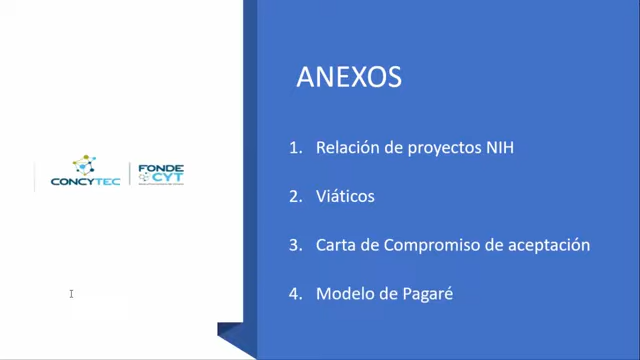 ANEXOS
1. Relación de proyectos NIH
2. Viáticos
3. Carta de Compromiso de aceptación
4. Modelo de Pagaré
CONCYTEC
FONDE
CYT